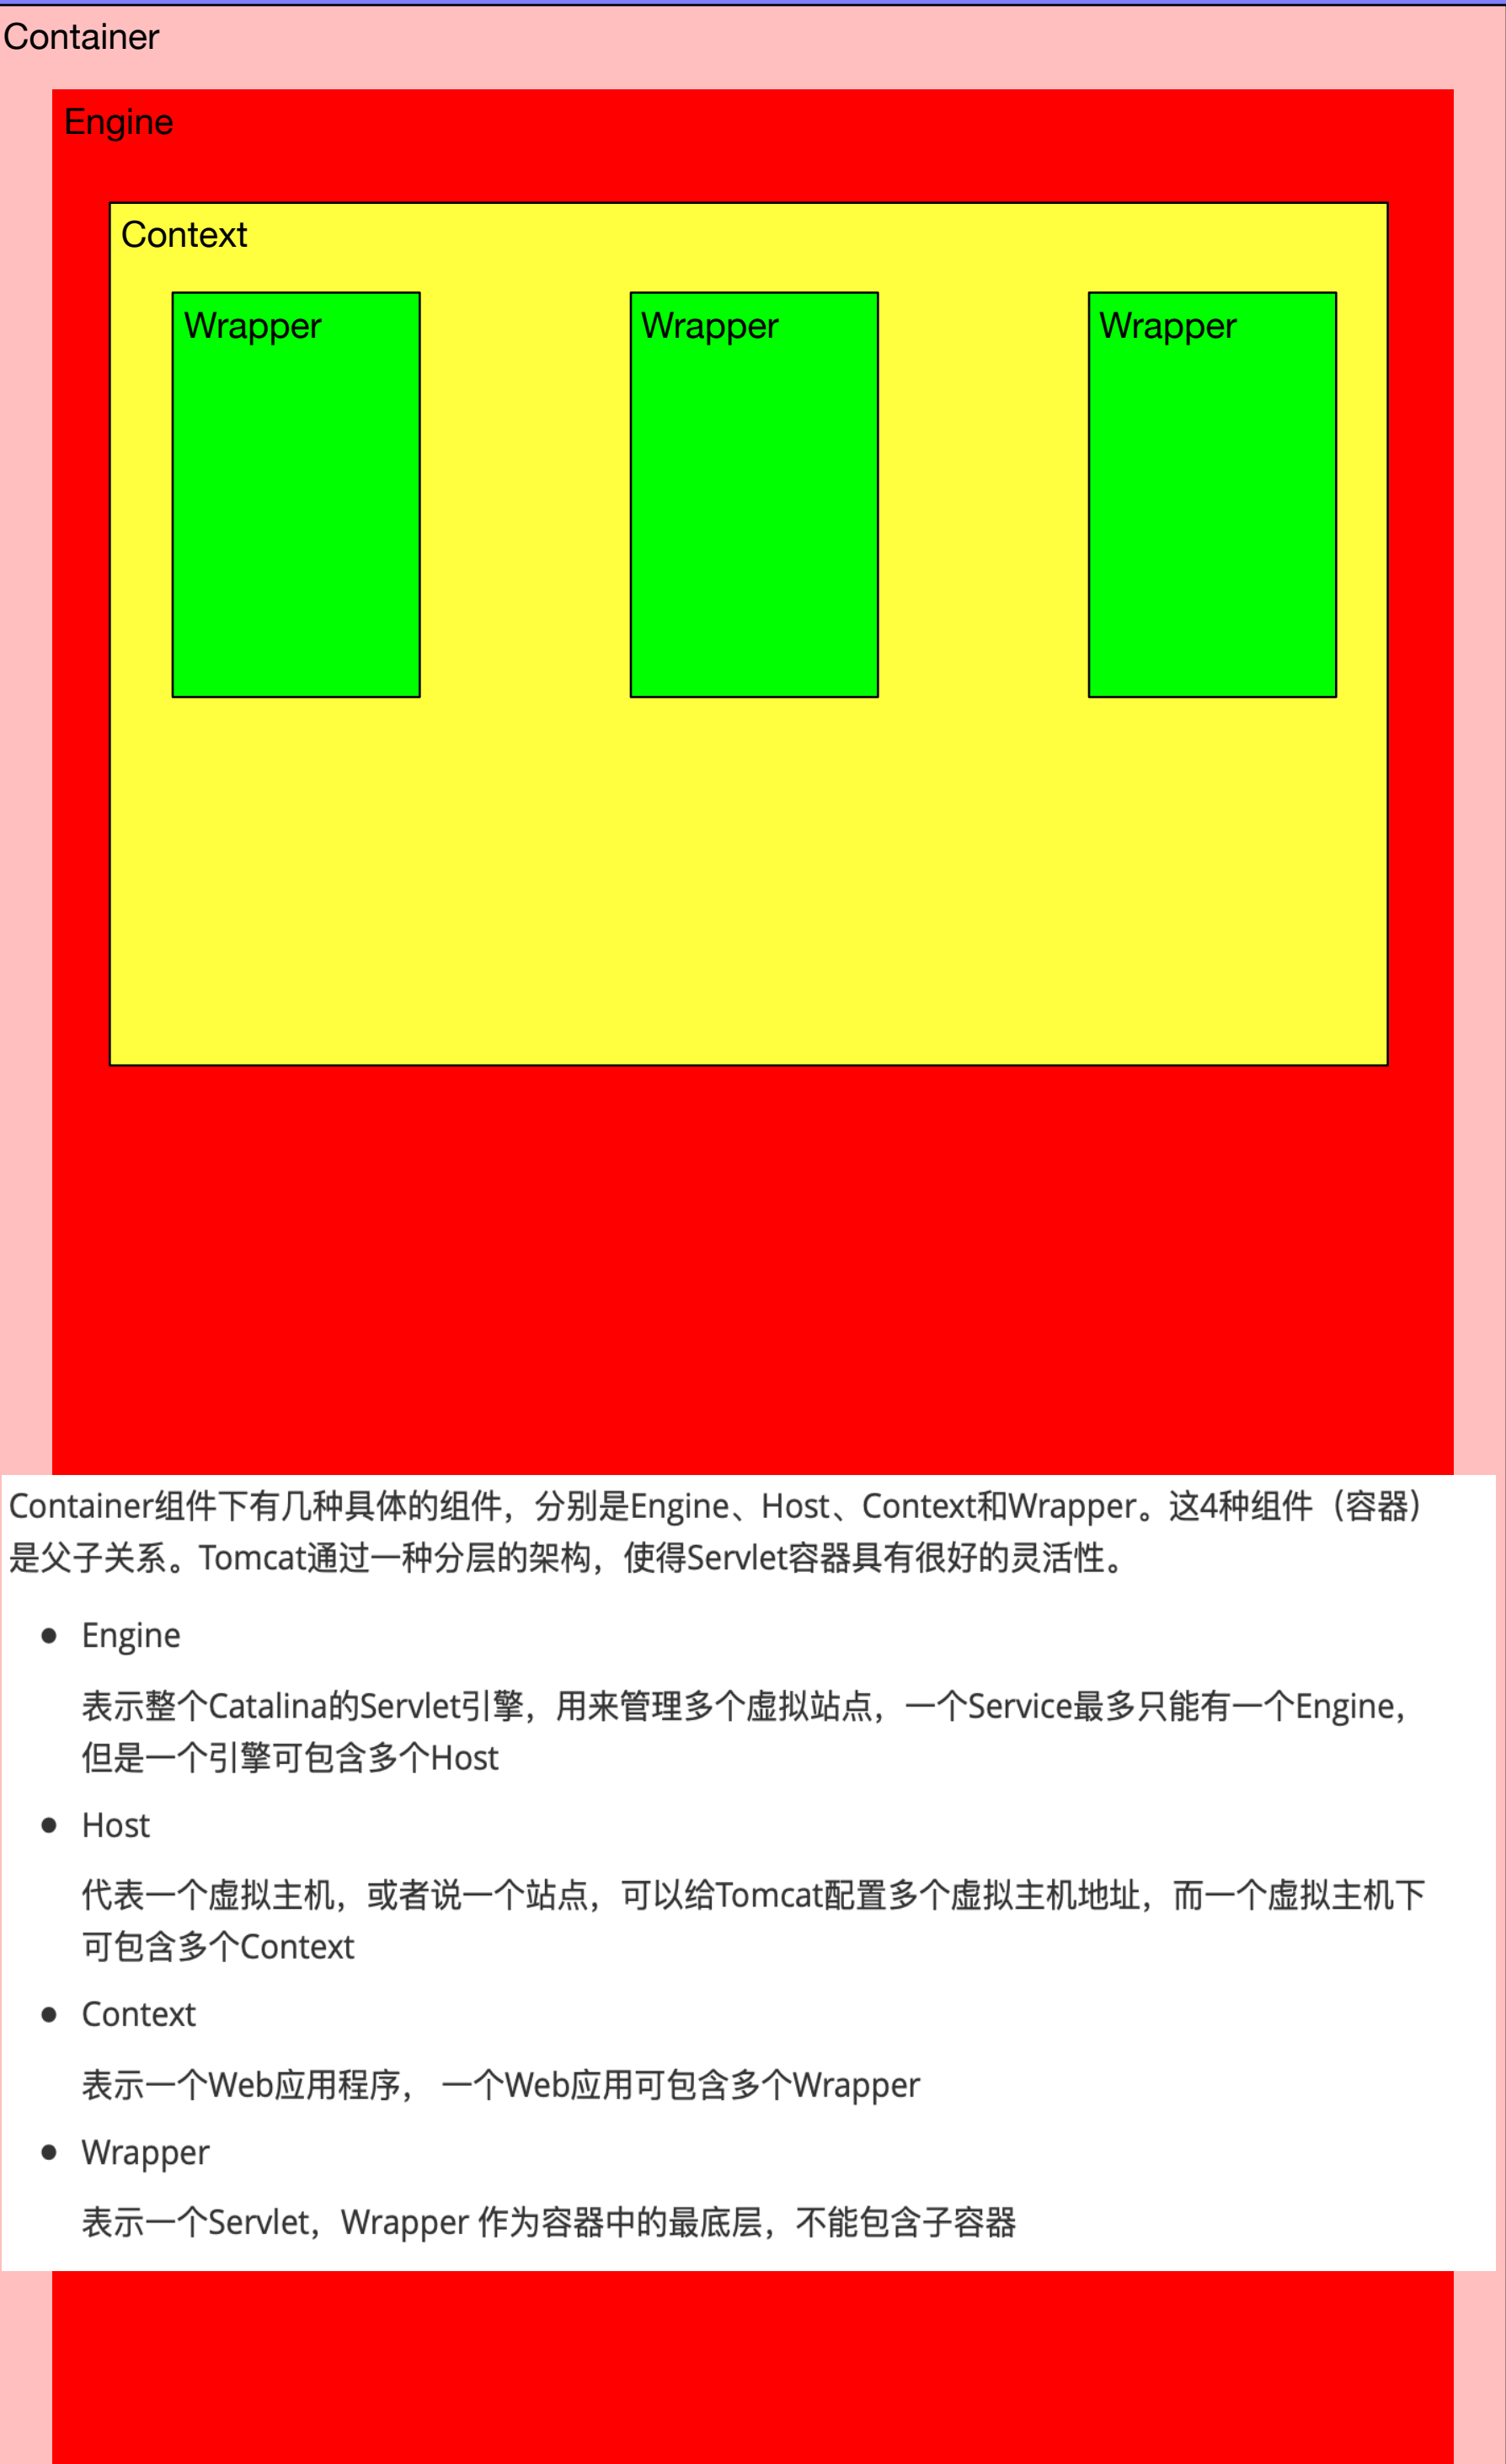 Container
Engine
Context
Wrapper
Wrapper
Wrapper
Container组件下有几种具体的组件，分别是Engine、Host、Context和Wrapper。这4种组件（容器）
是父子关系。Tomcat通过一种分层的架构，使得Servlet容器具有很好的灵活性。
● Engine
表示整个Catalina的Servlet引擎，用来管理多个虚拟站点，一个Service最多只能有一个Engine，
但是一个引擎可包含多个Host
● Host
代表一个虚拟主机，或者说一个站点，可以给Tomcat配置多个虚拟主机地址，而一个虚拟主机下
可包含多个Context
● Context
表示一个Web应用程序， 一个Web应用可包含多个Wrapper
● Wrapper
表示一个Servlet，Wrapper 作为容器中的最底层，不能包含子容器